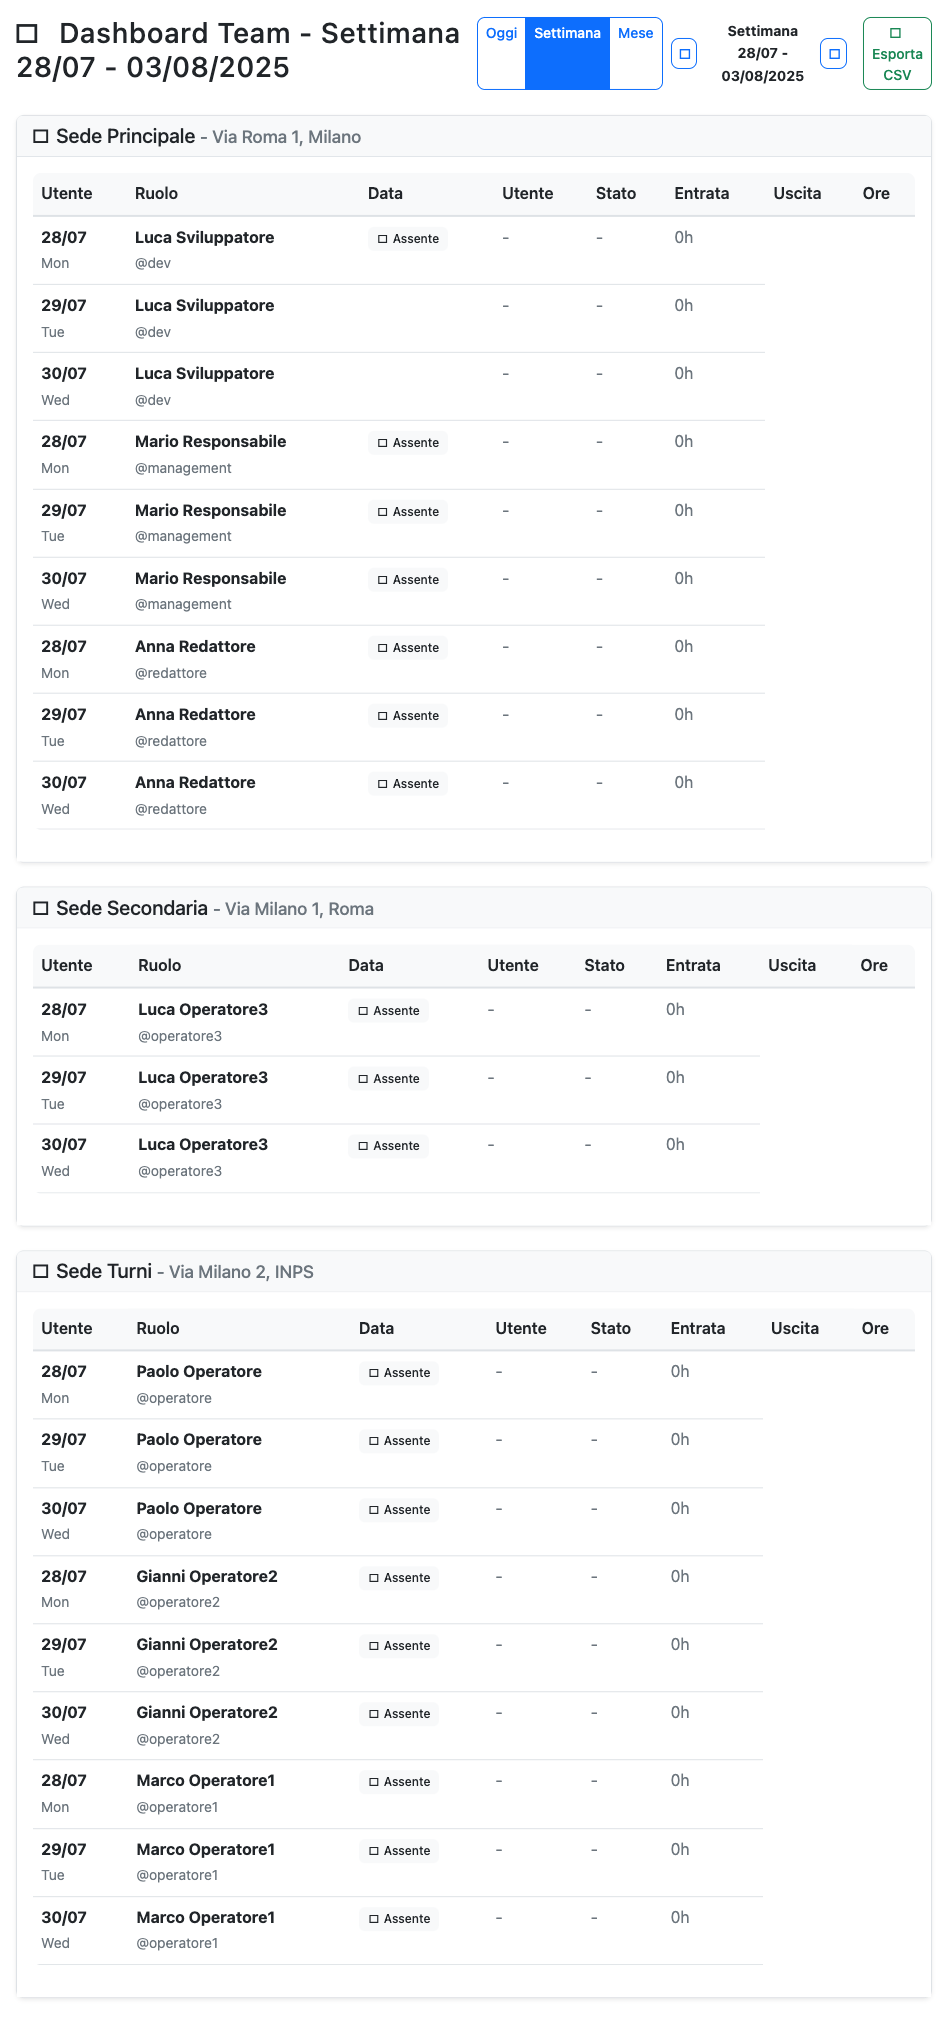 Dashboard Team - Settimana
28/07 - 03/08/2025
Oggi Settimana Mese
Settimana
28/07 -
03/08/2025
Esporta
CSV
Sede Principale - Via Roma 1, Milano
Utente Ruolo Data Utente Stato Entrata Uscita Ore
28/07 Luca Sviluppatore Assente - - 0h
Mon @dev
29/07 Luca Sviluppatore - - 0h
Tue @dev
30/07 Luca Sviluppatore - - 0h
Wed @dev
28/07 Mario Responsabile Assente - - 0h
Mon @management
29/07 Mario Responsabile Assente - - 0h
Tue @management
30/07 Mario Responsabile Assente - - 0h
Wed @management
28/07 Anna Redattore Assente - - 0h
Mon @redattore
29/07 Anna Redattore Assente - - 0h
Tue @redattore
30/07 Anna Redattore Assente - - 0h
Wed @redattore
Sede Secondaria - Via Milano 1, Roma
Utente Ruolo Data Utente Stato Entrata Uscita Ore
28/07 Luca Operatore3 Assente - - 0h
Mon @operatore3
29/07 Luca Operatore3 Assente - - 0h
Tue @operatore3
30/07 Luca Operatore3 Assente - - 0h
Wed @operatore3
Sede Turni - Via Milano 2, INPS
Utente Ruolo Data Utente Stato Entrata Uscita Ore
28/07 Paolo Operatore Assente - - 0h
Mon @operatore
29/07 Paolo Operatore Assente - - 0h
Tue @operatore
30/07 Paolo Operatore Assente - - 0h
Wed @operatore
28/07 Gianni Operatore2 Assente - - 0h
Mon @operatore2
29/07 Gianni Operatore2 Assente - - 0h
Tue @operatore2
30/07 Gianni Operatore2 Assente - - 0h
Wed @operatore2
28/07 Marco Operatore1 Assente - - 0h
Mon @operatore1
29/07 Marco Operatore1 Assente - - 0h
Tue @operatore1
30/07 Marco Operatore1 Assente - - 0h
Wed @operatore1